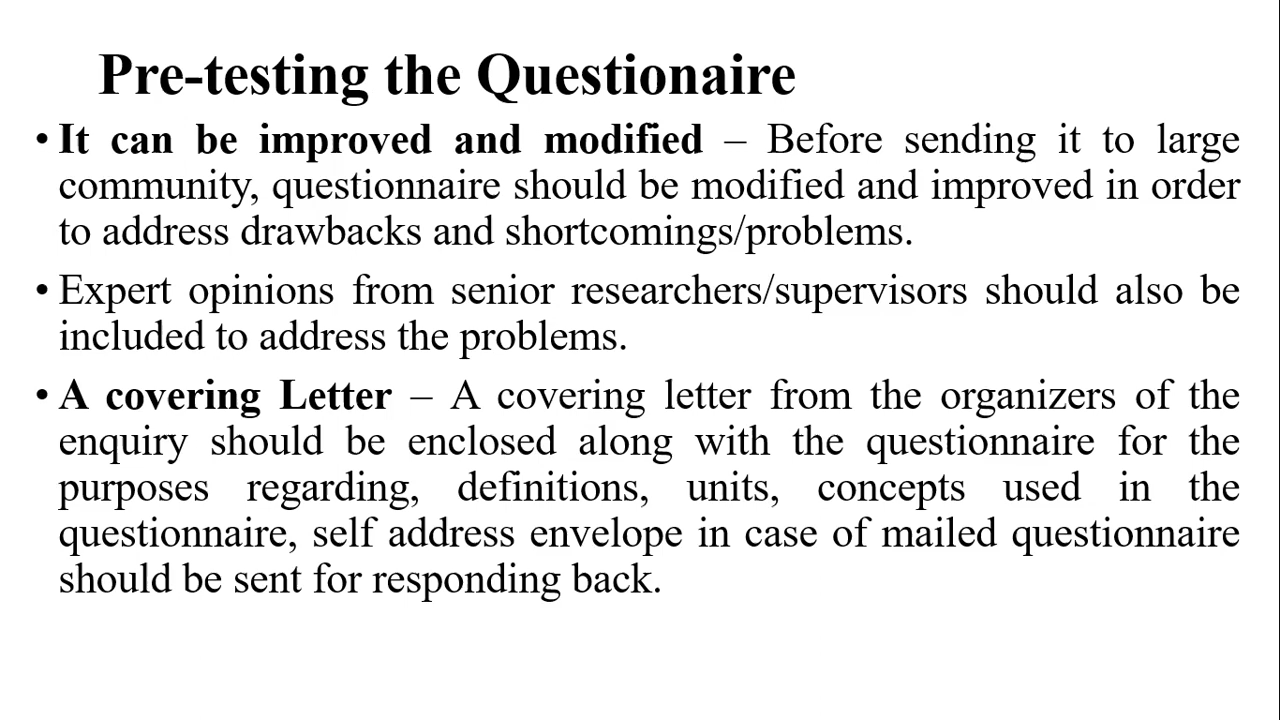 Pre-testing the Questionaire
• It can be improved and modified – Before sending it to large
community, questionnaire should be modified and improved in order
to address drawbacks and shortcomings/problems.
• Expert opinions from senior researchers/supervisors should also be
included to address the problems.
• A covering Letter – A covering letter from the organizers of the
enquiry should be enclosed along with the questionnaire for the
purposes regarding, definitions, units, concepts used in the
questionnaire, self address envelope in case of mailed questionnaire
should be sent for responding back.